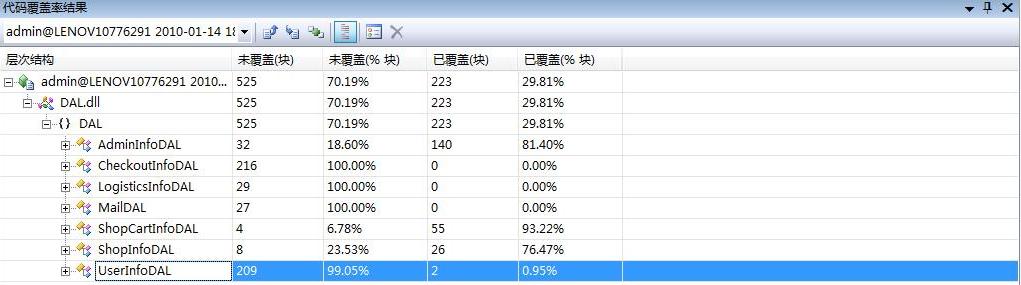 代码覆盖率结果
admin@LENOV10776291 2010-01-14 18
层次结构 未覆盖(块) 未覆盖(% 块) 已覆盖(块) 已覆盖(% 块)
admin@LENOV10776291 2010... 525 70.19% 223 29.81%
DAL.dll 525 70.19% 223 29.81%
{ } DAL 525 70.19% 223 29.81%
AdminInfoDAL 32 18.60% 140 81.40%
CheckoutInfoDAL 216 100.00% 0 0.00%
LogisticsInfoDAL 29 100.00% 0 0.00%
MailDAL 27 100.00% 0 0.00%
ShopCartInfoDAL 4 6.78% 55 93.22%
ShopInfoDAL 8 23.53% 26 76.47%
UserInfoDAL 209 99.05% 2 0.95%